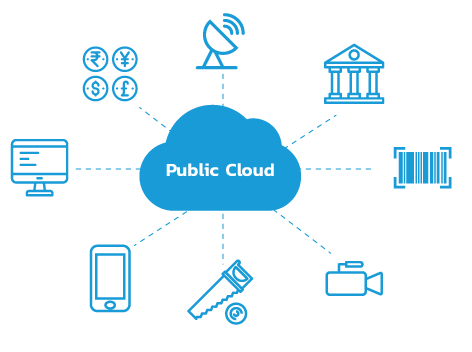 ₹ ¥
$ £
Public Cloud